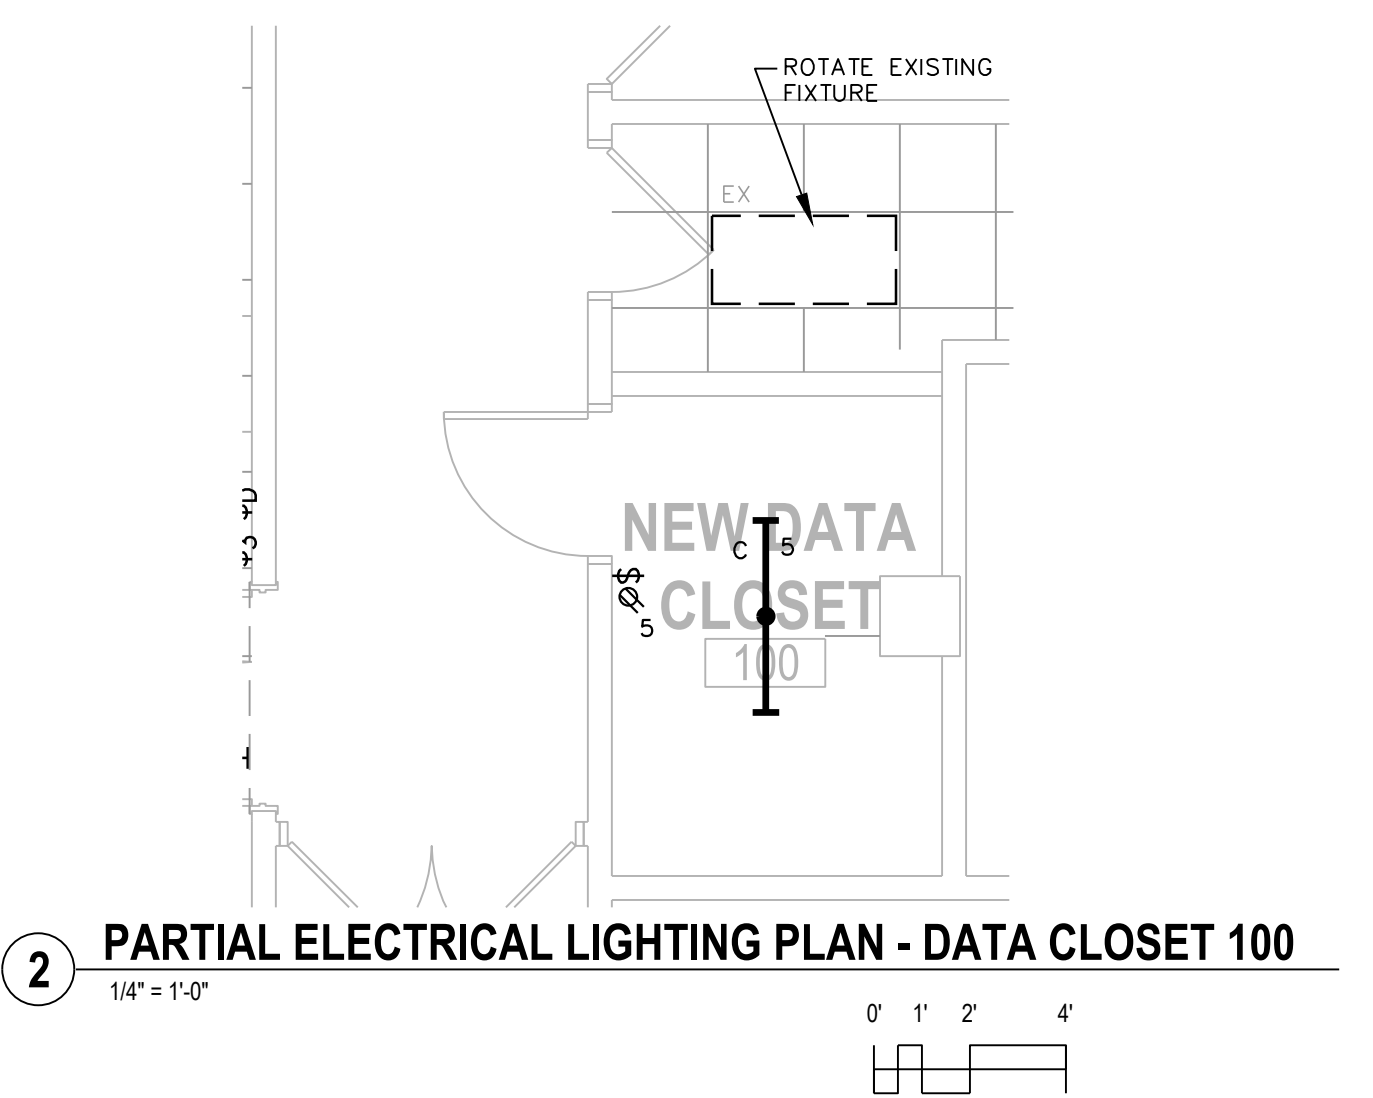 ROTATE EXISTING
FIXTURE
EX
NEW DATA
CLOSET
100
C 5
$
5
2
PARTIAL ELECTRICAL LIGHTING PLAN - DATA CLOSET 100
1/4" = 1'-0"
0' 1' 2' 4'